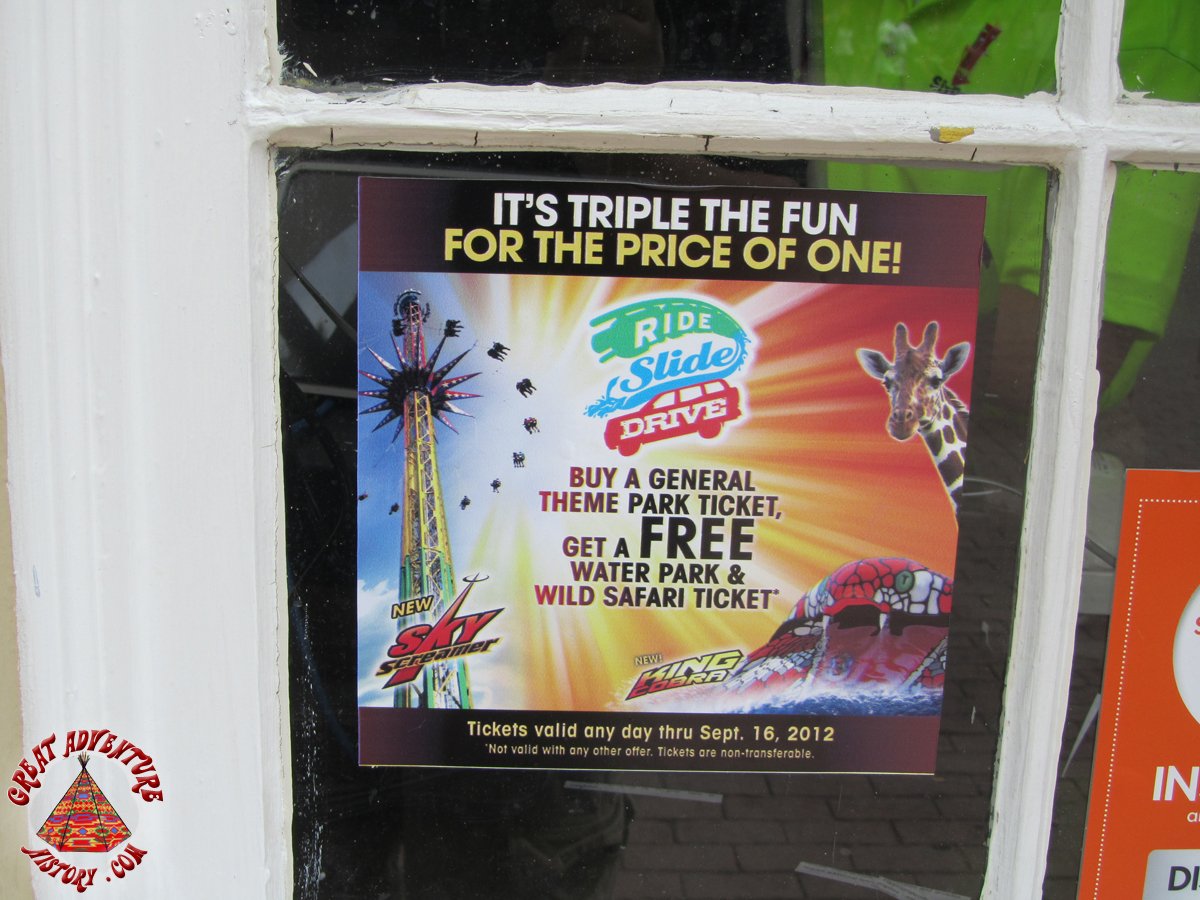 IT'S TRIPLE THE FUN
FOR THE PRICE OF ONE!
RIDE
Slide
DRIVE
BUY A GENERAL
THEME PARK TICKET,
GET A FREE
WATER PARK &
WILD SAFARI TICKET*
NEW
SKY
SCREAMER
NEW!
KING
COBRA
Tickets valid any day thru Sept. 16, 2012
*Not valid with any other offer. Tickets are non-transferable.
GREAT ADVENTURE
HISTORY.COM